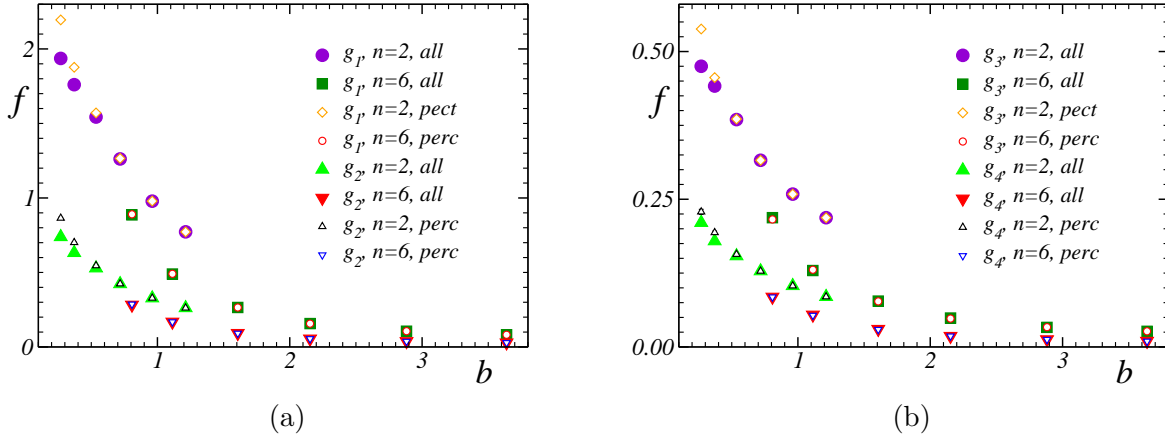 2
1
0
f
1
2
3
b
g1, n=2, all
g1, n=6, all
g1, n=2, pect
g1, n=6, perc
g2, n=2, all
g2, n=6, all
g2, n=2, perc
g2, n=6, perc
(a)
0.50
0.25
0.00
f
1
2
3
b
g3, n=2, all
g3, n=6, all
g3, n=2, pect
g3, n=6, perc
g4, n=2, all
g4, n=6, all
g4, n=2, perc
g4, n=6, perc
(b)